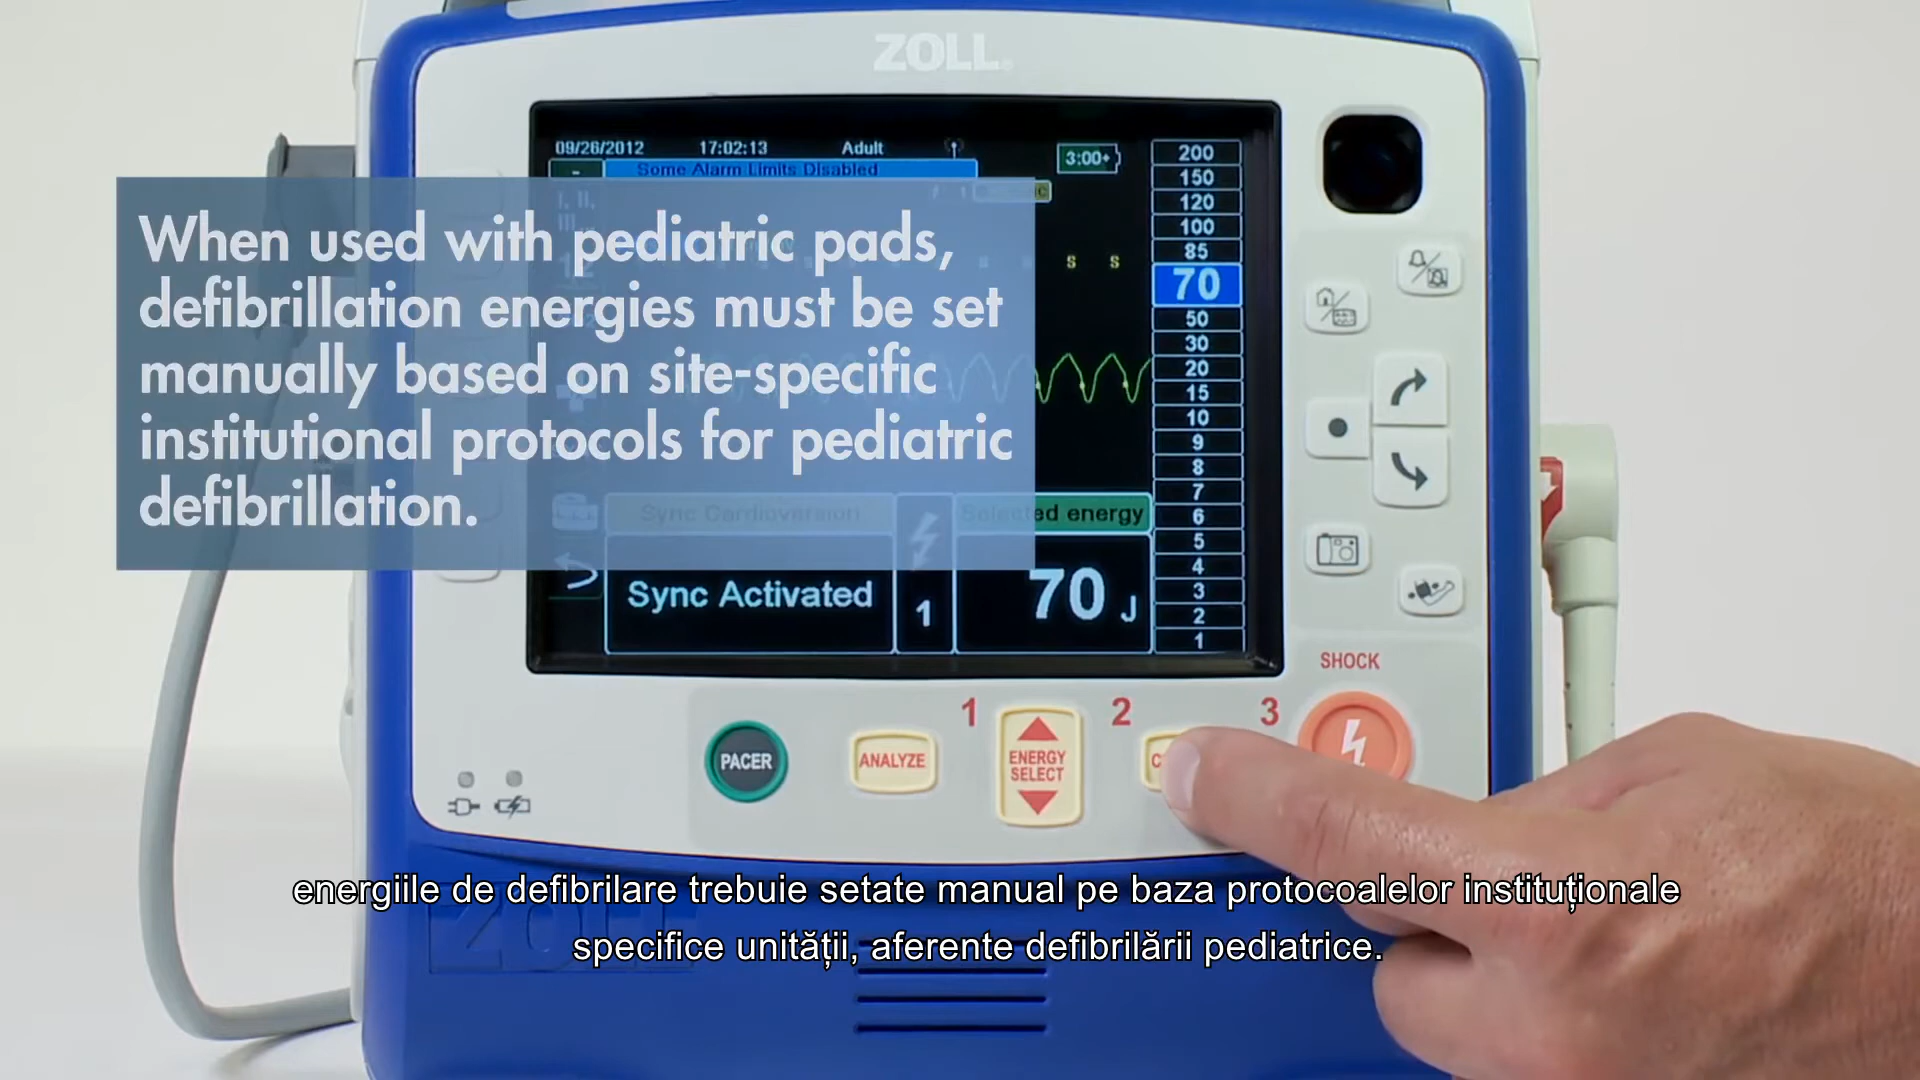 ZOLL
09/26/2012 17:02:13 Adult 3:00+
Some Alarm Limits Disabled
When used with pediatric pads,
defibrillation energies must be set
manually based on site-specific
institutional protocols for pediatric
defibrillation.
S S
200
150
120
100
85
70
50
30
20
15
10
9
8
7
6
5
4
3
2
1
Sync Cardioversion
Selected energy
Sync Activated
1
70 J
SHOCK
1 2 3
PACER
ANALYZE
ENERGY
SELECT
energiile de defibrilare trebuie setate manual pe baza protocoalelor instituționale
specifice unității, aferente defibrilării pediatrice.
ZOLL